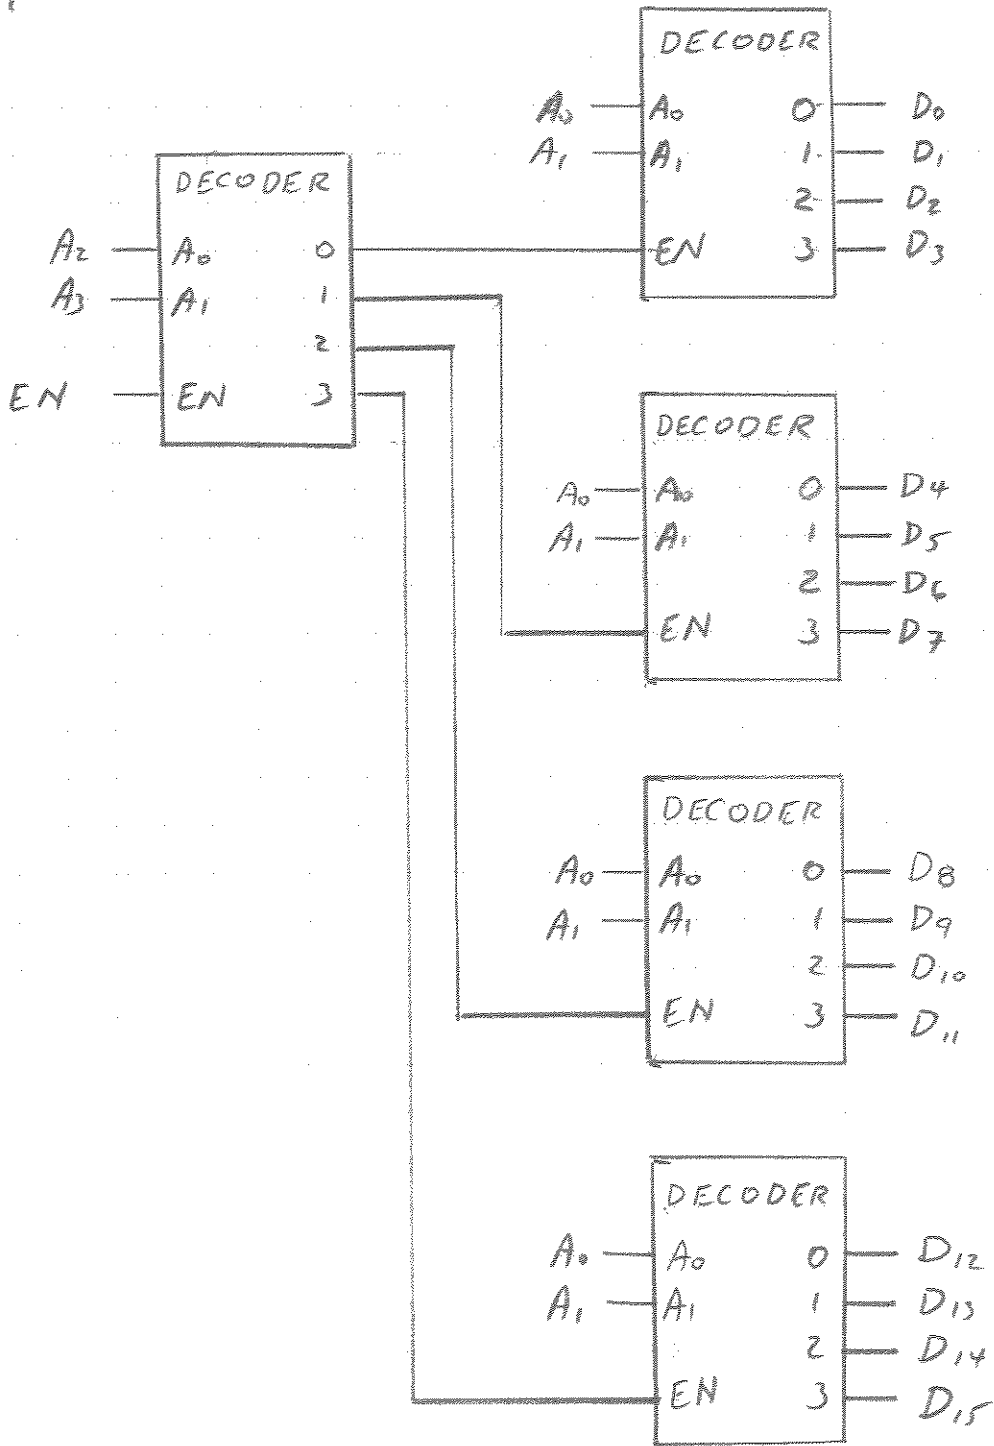 DECODER
A₀ A₀ 0 D₀
A₁ A₁ 1 D₁
2 D₂
EN 3 D₃
DECODER
A₂ A₀ 0
A₃ A₁ 1
2
EN EN 3
DECODER
A₀ A₀ 0 D₄
A₁ A₁ 1 D₅
2 D₆
EN 3 D₇
DECODER
A₀ A₀ 0 D₈
A₁ A₁ 1 D₉
2 D₁₀
EN 3 D₁₁
DECODER
A₀ A₀ 0 D₁₂
A₁ A₁ 1 D₁₃
2 D₁₄
EN 3 D₁₅